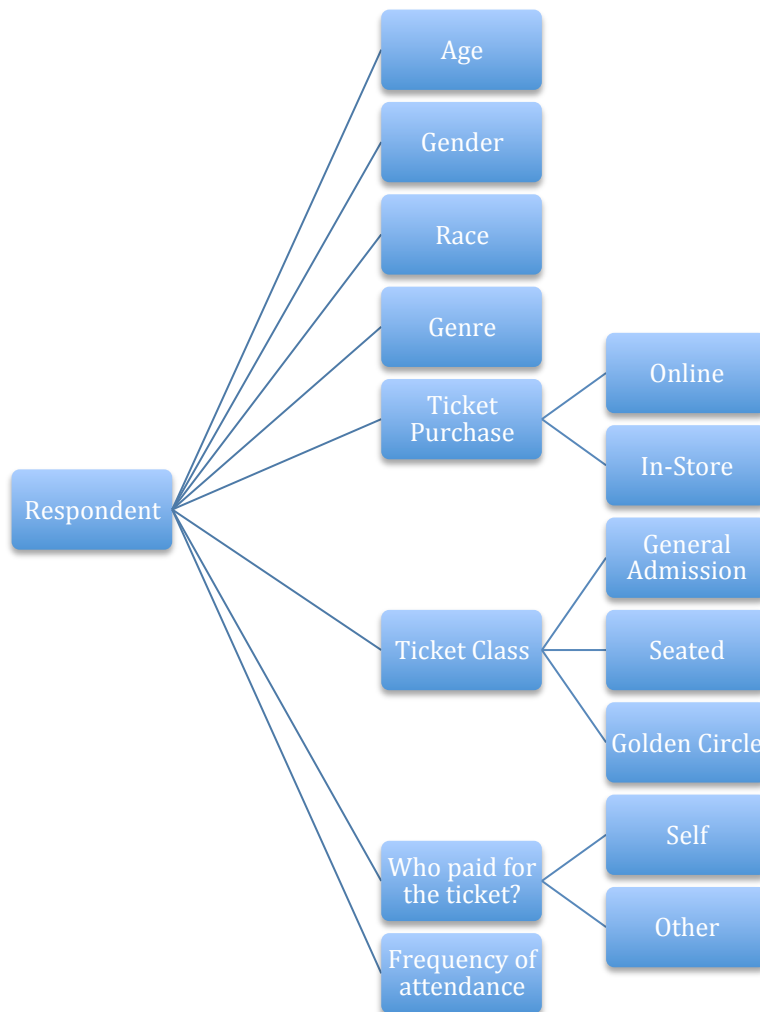 Age
Gender
Race
Genre
Online
Ticket
Purchase
In-Store
Respondent
General
Admission
Ticket Class
Seated
Golden Circle
Self
Who paid for
the ticket?
Other
Frequency of
attendance